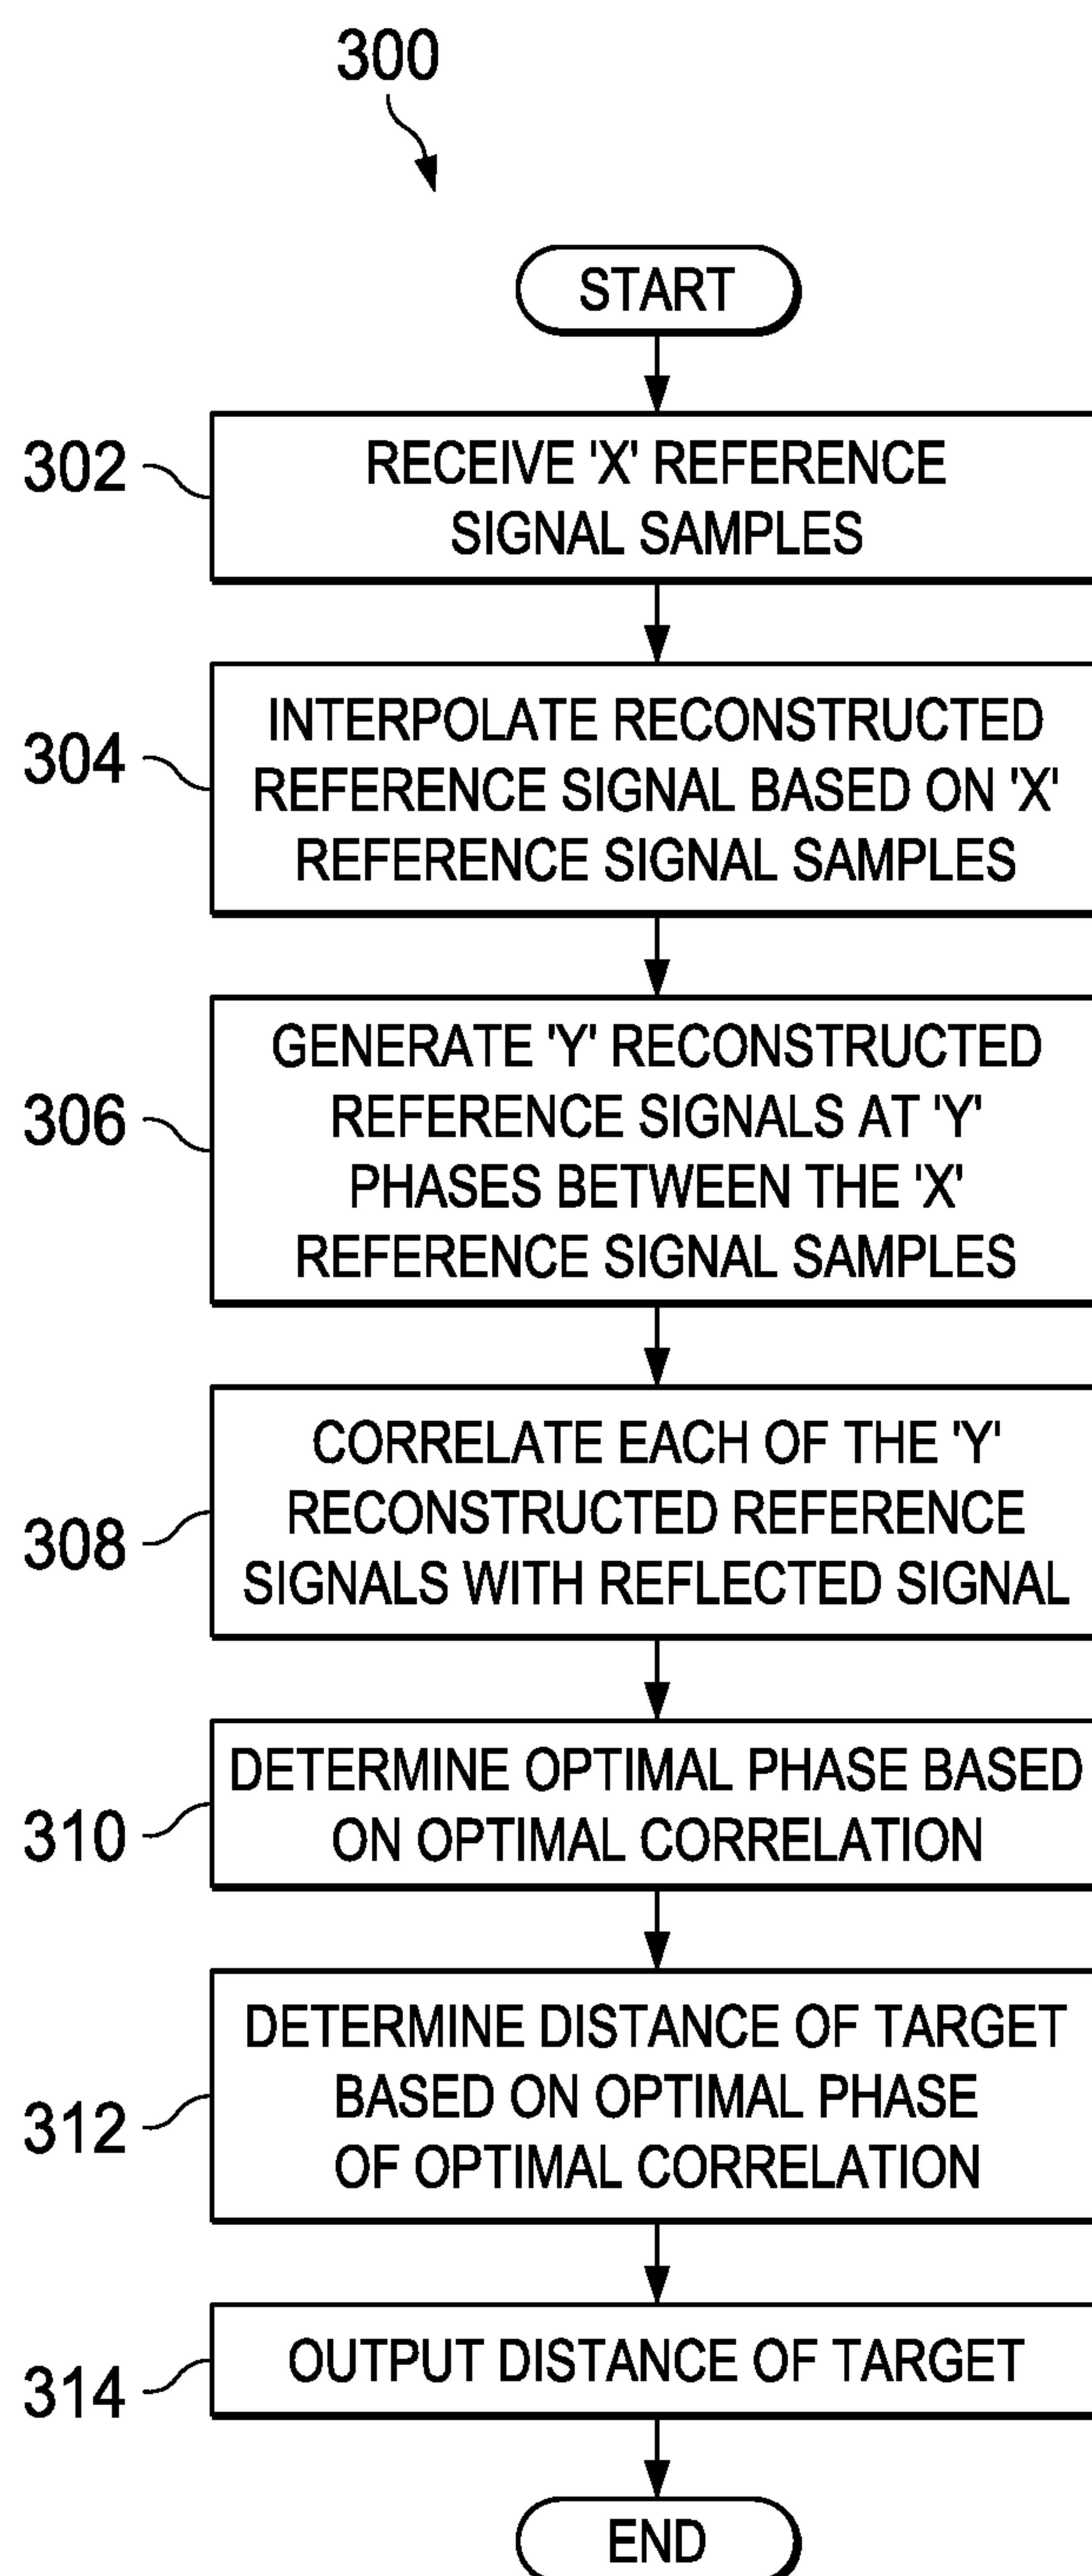 300
START
302
RECEIVE 'X' REFERENCE
SIGNAL SAMPLES
304
INTERPOLATE RECONSTRUCTED
REFERENCE SIGNAL BASED ON 'X'
REFERENCE SIGNAL SAMPLES
306
GENERATE 'Y' RECONSTRUCTED
REFERENCE SIGNALS AT 'Y'
PHASES BETWEEN THE 'X'
REFERENCE SIGNAL SAMPLES
308
CORRELATE EACH OF THE 'Y'
RECONSTRUCTED REFERENCE
SIGNALS WITH REFLECTED SIGNAL
310
DETERMINE OPTIMAL PHASE BASED
ON OPTIMAL CORRELATION
312
DETERMINE DISTANCE OF TARGET
BASED ON OPTIMAL PHASE
OF OPTIMAL CORRELATION
314
OUTPUT DISTANCE OF TARGET
END